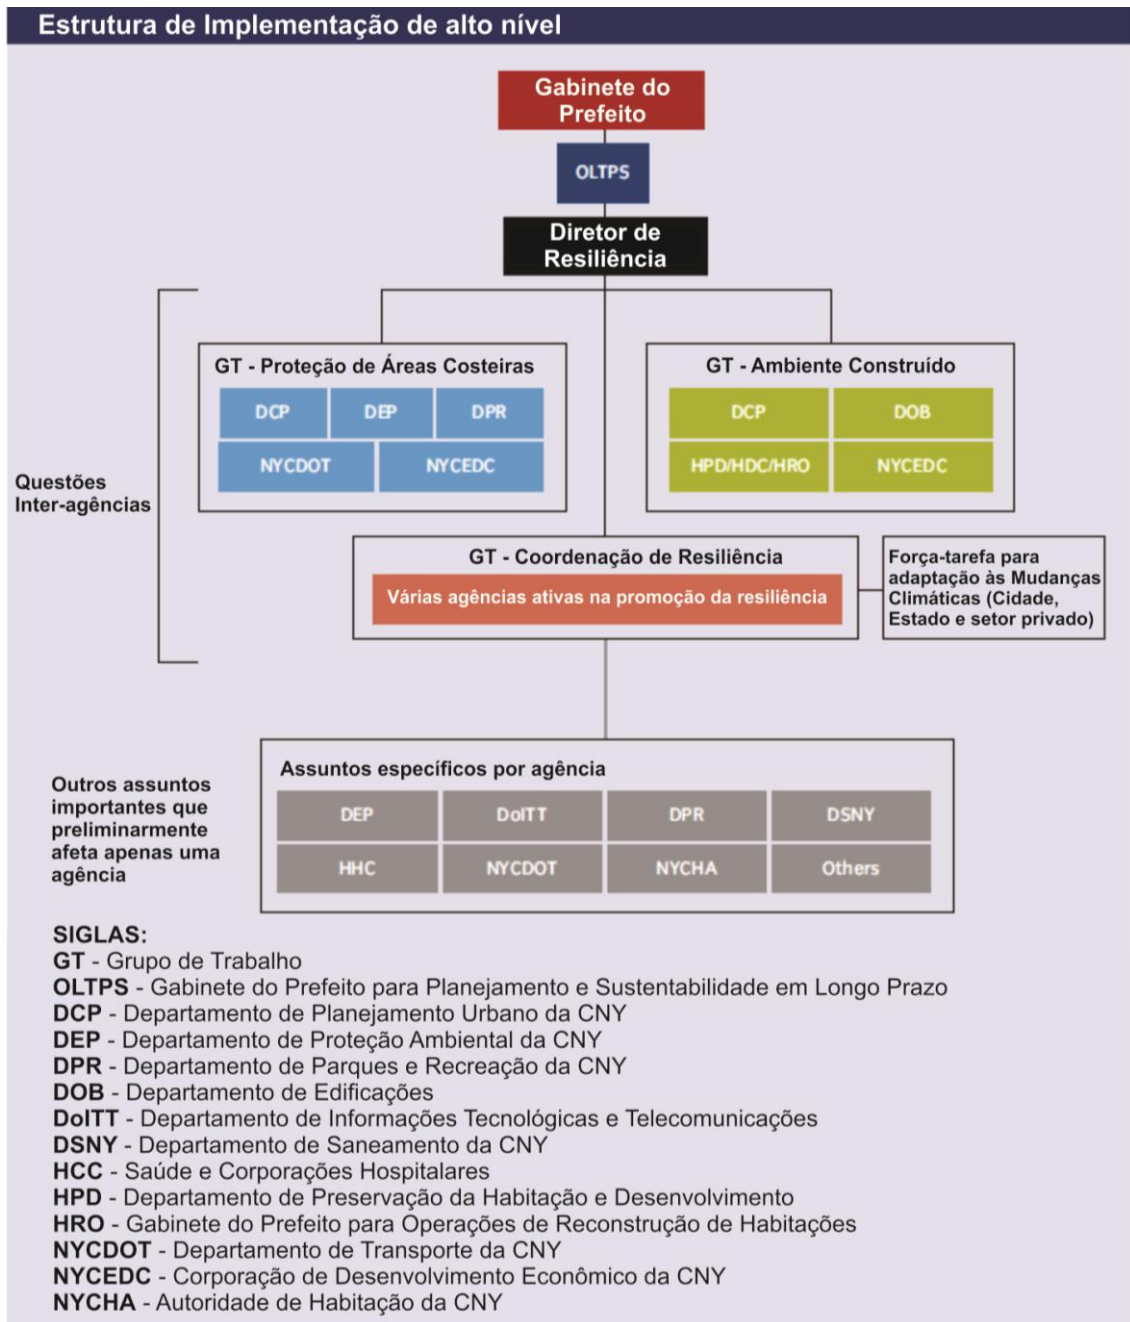 Estrutura de Implementação de alto nível
Gabinete do
Prefeito
OLTPS
Diretor de
Resiliência
GT - Proteção de Áreas Costeiras
DCP DEP DPR
NYCDOT NYCEDC
GT - Ambiente Construído
DCP DOB
HPD/HDC/HRO NYCEDC
Questões
Inter-agências
GT - Coordenação de Resiliência
Várias agências ativas na promoção da resiliência
Força-tarefa para
adaptação às Mudanças
Climáticas (Cidade,
Estado e setor privado)
Outros assuntos
importantes que
preliminarmente
afeta apenas uma
agência
Assuntos específicos por agência
DEP DoITT DPR DSNY
HHC NYCDOT NYCHA Others
SIGLAS:
GT - Grupo de Trabalho
OLTPS - Gabinete do Prefeito para Planejamento e Sustentabilidade em Longo Prazo
DCP - Departamento de Planejamento Urbano da CNY
DEP - Departamento de Proteção Ambiental da CNY
DPR - Departamento de Parques e Recreação da CNY
DOB - Departamento de Edificações
DoITT - Departamento de Informações Tecnológicas e Telecomunicações
DSNY - Departamento de Saneamento da CNY
HCC - Saúde e Corporações Hospitalares
HPD - Departamento de Preservação da Habitação e Desenvolvimento
HRO - Gabinete do Prefeito para Operações de Reconstrução de Habitações
NYCDOT - Departamento de Transporte da CNY
NYCEDC - Corporação de Desenvolvimento Econômico da CNY
NYCHA - Autoridade de Habitação da CNY